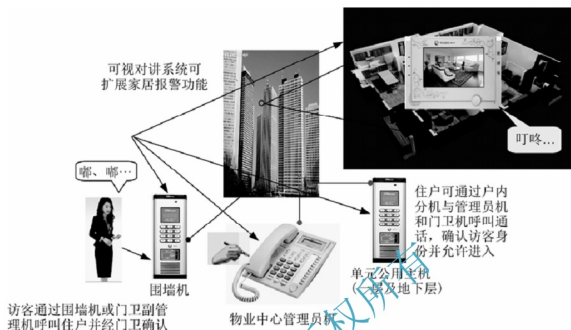 可视对讲系统可
扩展家居报警功能
叮咚…
嘟、嘟…
住户可通过户内
分机与管理员机
和门卫机呼叫通
话，确认访客身
份并允许进入
围墙机
单元公用主机
（一层及地下层）
访客通过围墙机或门卫副管
理机呼叫住户并经门卫确认
物业中心管理员机
权所有